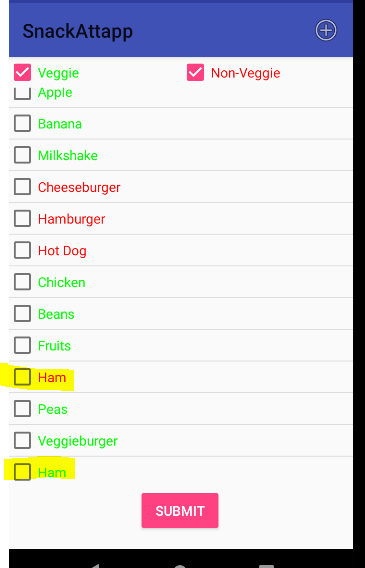 SnackAttapp
Veggie Non-Veggie
Apple
Banana
Milkshake
Cheeseburger
Hamburger
Hot Dog
Chicken
Beans
Fruits
Ham
Peas
Veggieburger
Ham
SUBMIT